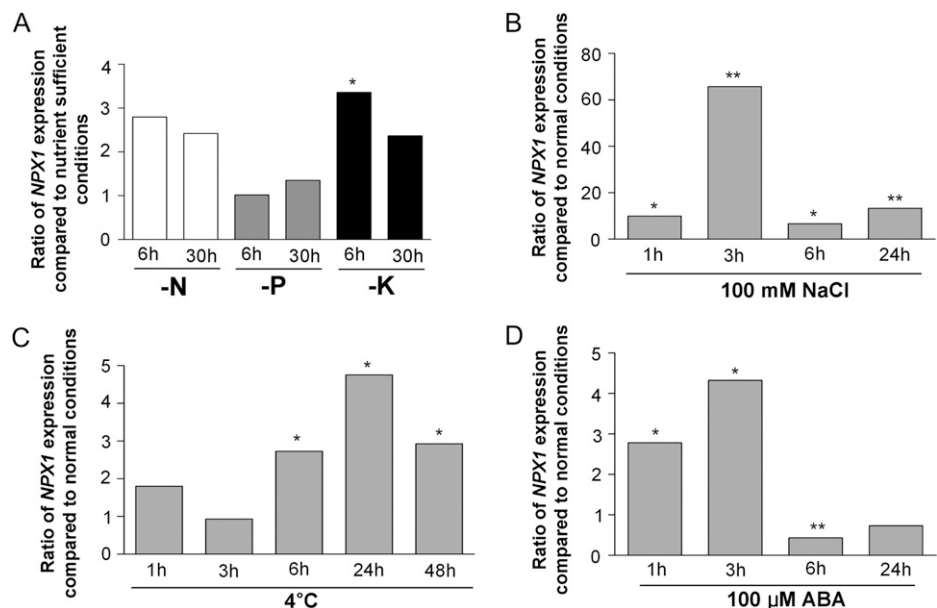 A
Ratio of NPX1 expression
compared to nutrient sufficient
conditions
4
3
2
1
0
*
6h 30h 6h 30h 6h 30h
-N -P -K
B
Ratio of NPX1 expression
compared to normal conditions
80
60
40
20
0
* ** * **
1h 3h 6h 24h
100 mM NaCl
C
Ratio of NPX1 expression
compared to normal conditions
5
4
3
2
1
0
* * *
1h 3h 6h 24h 48h
4°C
D
Ratio of NPX1 expression
compared to normal conditions
5
4
3
2
1
0
* * **
1h 3h 6h 24h
100 µM ABA